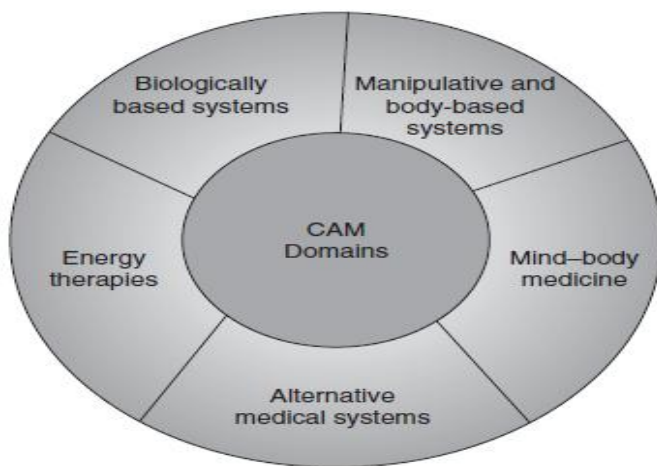 Biologically
based systems
Manipulative and
body-based
systems
CAM
Domains
Energy
therapies
Mind–body
medicine
Alternative
medical systems